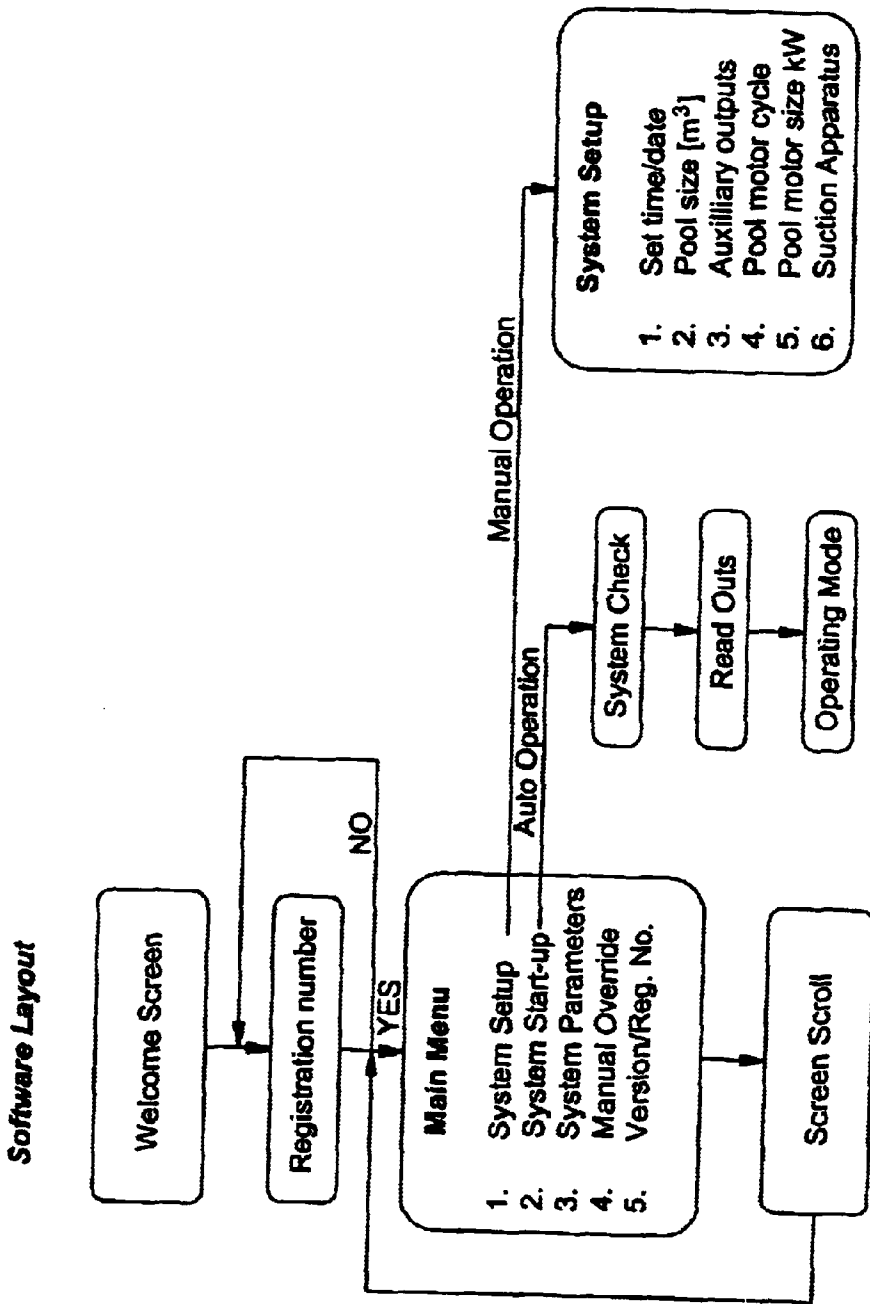 Software Layout
Welcome Screen
Registration number
NO
YES
Main Menu
1. System Setup
2. System Start-up
3. System Parameters
4. Manual Override
5. Version/Reg. No.
Screen Scroll
Manual Operation
Auto Operation
System Check
Read Outs
Operating Mode
System Setup
1. Set time/date
2. Pool size [m³]
3. Auxilliary outputs
4. Pool motor cycle
5. Pool motor size kW
6. Suction Apparatus